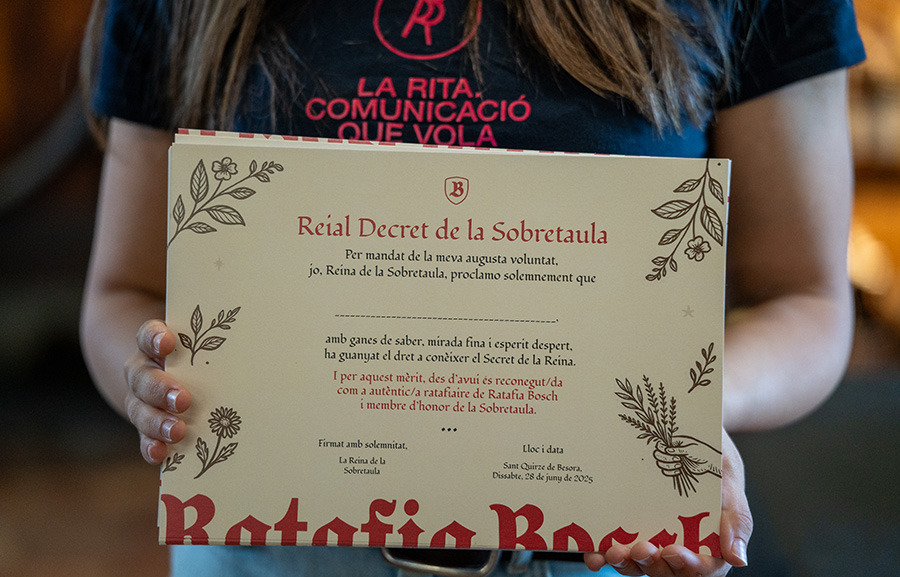 R
LA RITA.
COMUNICACIÓ
QUE VOLA
B
Reial Decret de la Sobretaula
Per mandat de la meva augusta voluntat,
jo, Reina de la Sobretaula, proclamo solemnement que
________________________________________,
amb ganes de saber, mirada fina i esperit despert,
ha guanyat el dret a conèixer el Secret de la Reina.
I per aquest mèrit, des d'avui és reconegut/da
com a autèntic/a ratafiaire de Ratafia Bosch
i membre d'honor de la Sobretaula.
Firmat amb solemnitat,
La Reina de la
Sobretaula
Lloc i data
Sant Quirze de Besora,
Dissabte, 28 de juny de 2025
Ratafia Bosch